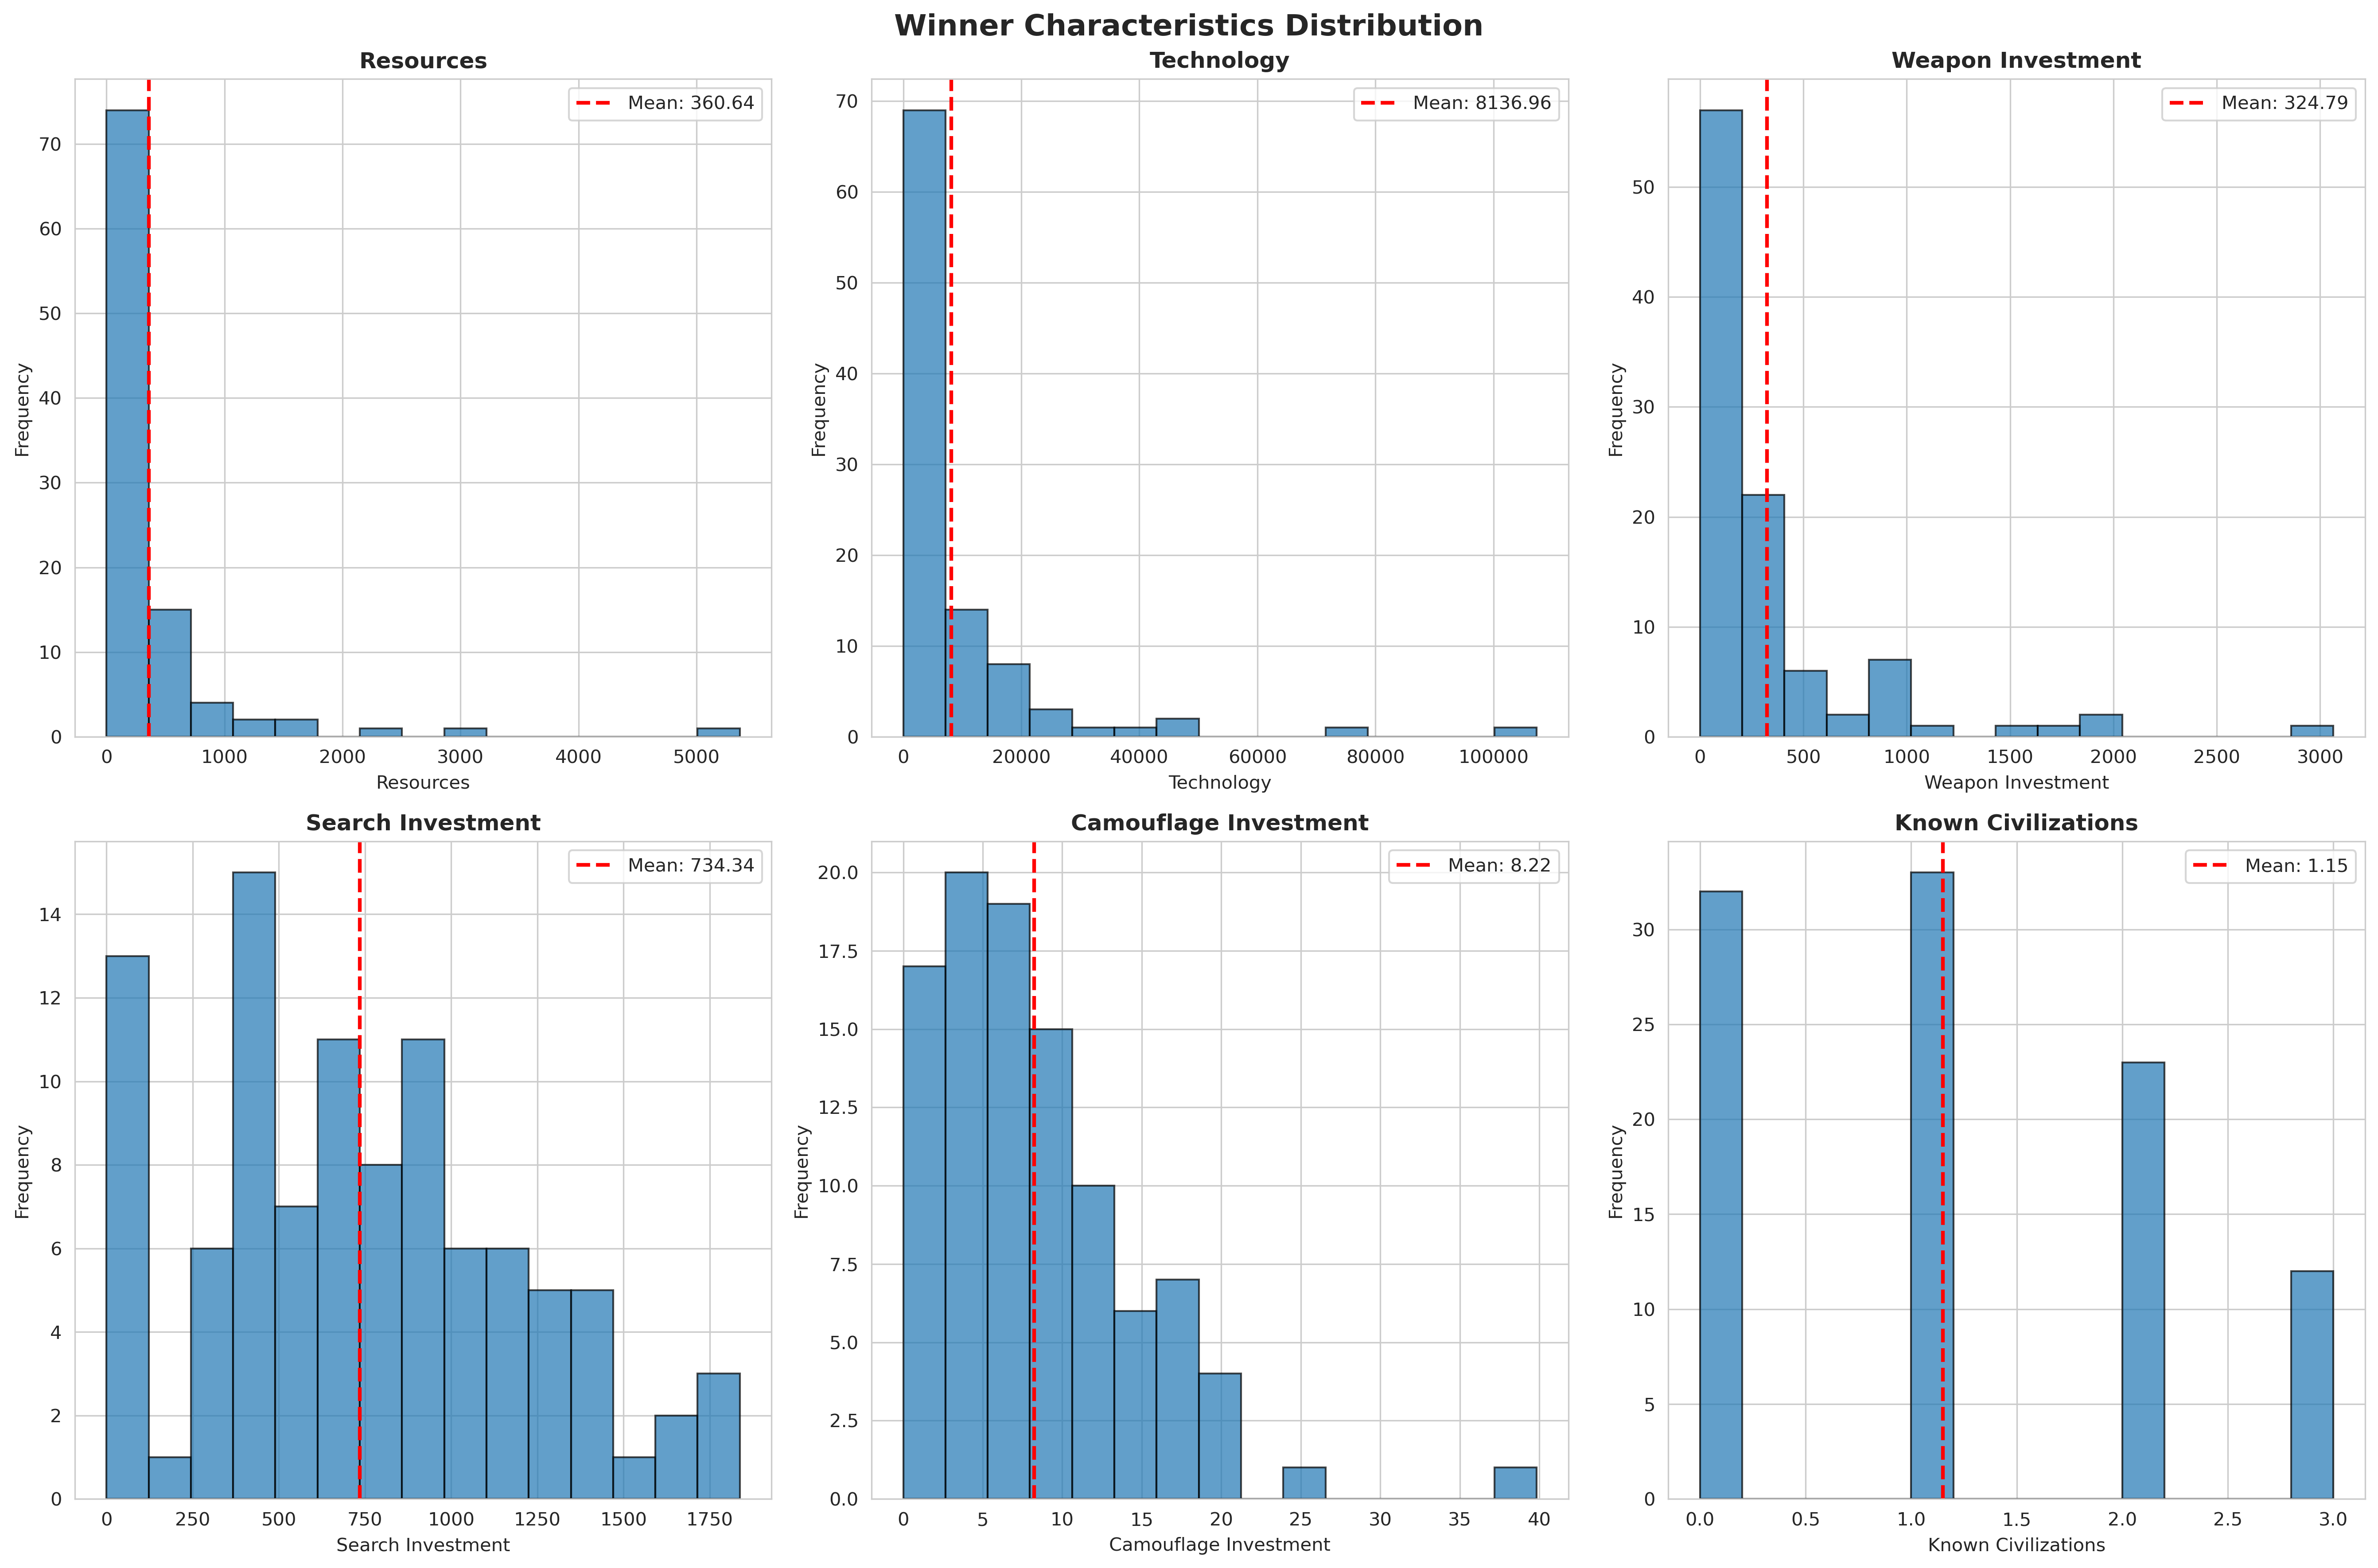 Winner Characteristics Distribution
Resources
Mean: 360.64
70
60
50
40
30
20
10
0
Frequency
0 1000 2000 3000 4000 5000
Resources
Technology
Mean: 8136.96
70
60
50
40
30
20
10
0
Frequency
0 20000 40000 60000 80000 100000
Technology
Weapon Investment
Mean: 324.79
50
40
30
20
10
0
Frequency
0 500 1000 1500 2000 2500 3000
Weapon Investment
Search Investment
Mean: 734.34
14
12
10
8
6
4
2
0
Frequency
0 250 500 750 1000 1250 1500 1750
Search Investment
Camouflage Investment
Mean: 8.22
20.0
17.5
15.0
12.5
10.0
7.5
5.0
2.5
0.0
Frequency
0 5 10 15 20 25 30 35 40
Camouflage Investment
Known Civilizations
Mean: 1.15
30
25
20
15
10
5
0
Frequency
0.0 0.5 1.0 1.5 2.0 2.5 3.0
Known Civilizations